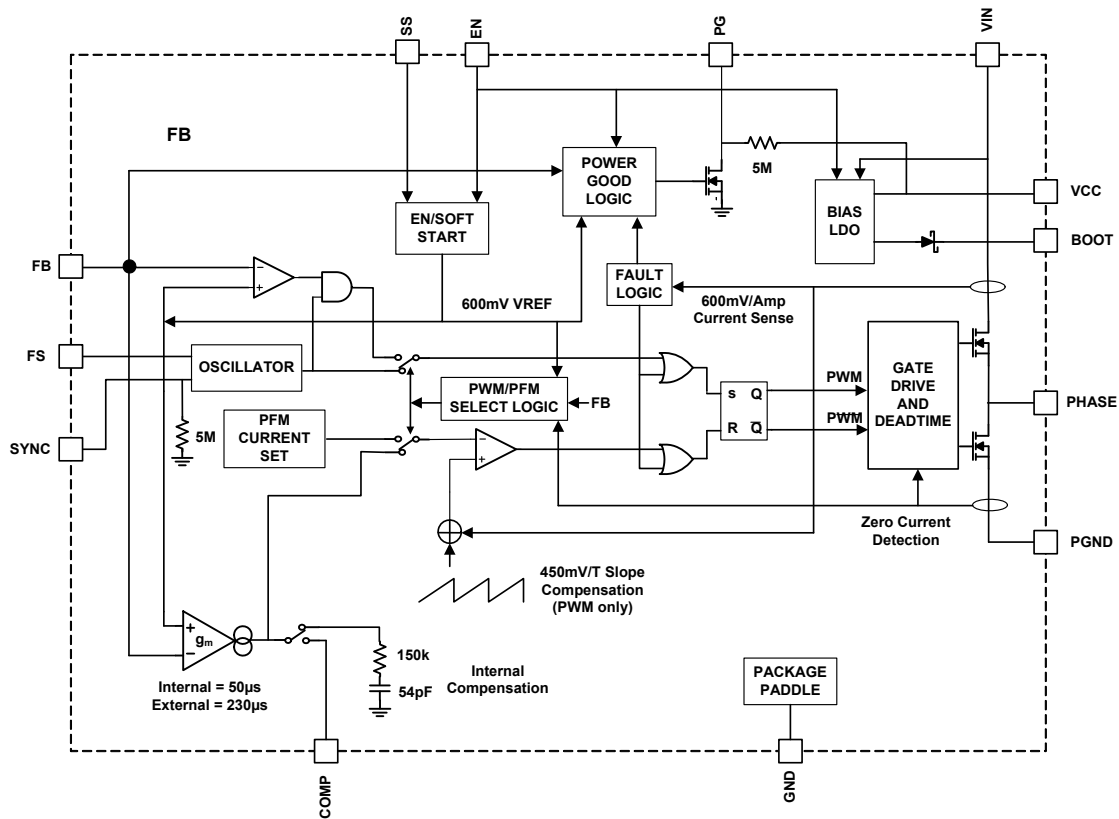 SS
EN
PG
VIN
FB
POWER
GOOD
LOGIC
5M
BIAS
LDO
VCC
BOOT
EN/SOFT
START
FB
FAULT
LOGIC
600mV VREF
600mV/Amp
Current Sense
FS
OSCILLATOR
PWM/PFM
SELECT LOGIC
FB
S Q
R Q
PWM
PWM
GATE
DRIVE
AND
DEADTIME
PHASE
SYNC
5M
PFM
CURRENT
SET
Zero Current
Detection
PGND
450mV/T Slope
Compensation
(PWM only)
gm
150k
54pF
Internal
Compensation
Internal = 50µs
External = 230µs
PACKAGE
PADDLE
COMP
GND